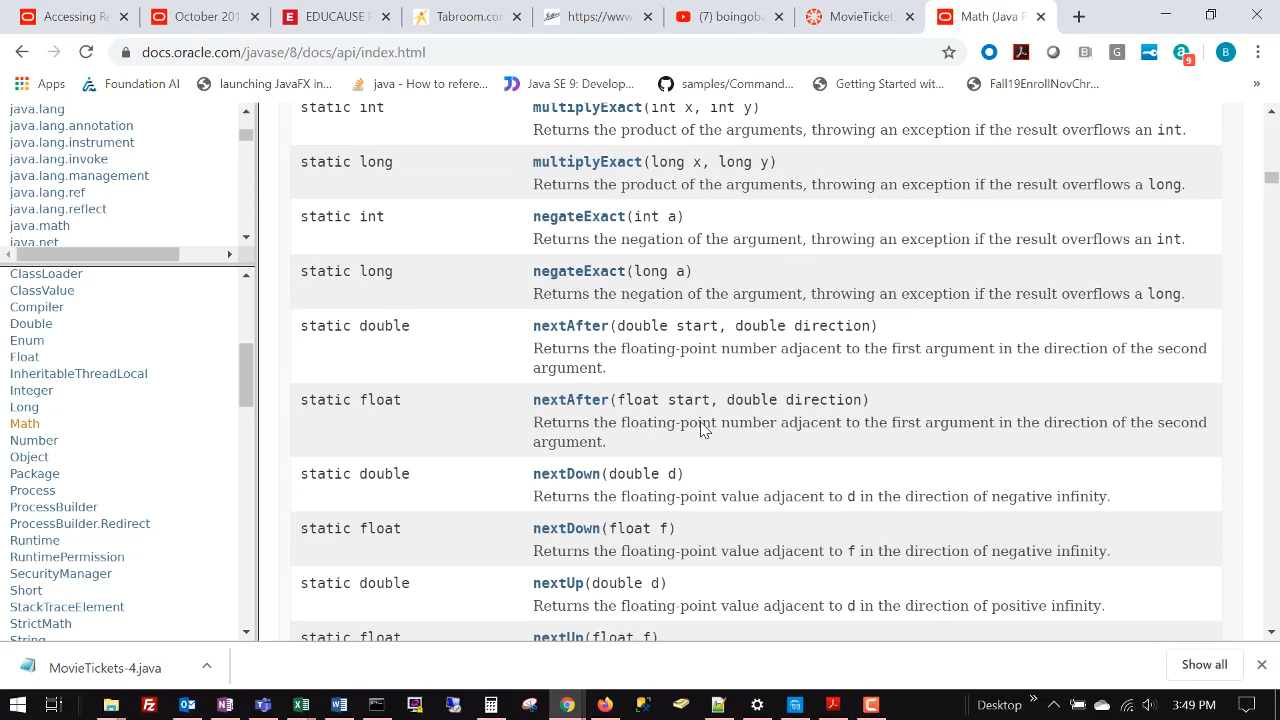 Accessing Re
October 201
EDUCAUSE R
Tabroom.co
https://www
(7) boingoba
MovieTicket
Math (Java P
docs.oracle.com/javase/8/docs/api/index.html
B
9
Apps
Foundation AI
launching JavaFX in...
java - How to refere...
Java SE 9: Develop...
samples/Command...
Getting Started wit...
Fall19EnrollNovChr...
»
java.lang
java.lang.annotation
java.lang.instrument
java.lang.invoke
java.lang.management
java.lang.ref
java.lang.reflect
java.math
java.net
ClassLoader
ClassValue
Compiler
Double
Enum
Float
InheritableThreadLocal
Integer
Long
Math
Number
Object
Package
Process
ProcessBuilder
ProcessBuilder.Redirect
Runtime
RuntimePermission
SecurityManager
Short
StackTraceElement
StrictMath
String
static int multiplyExact(int x, int y)
Returns the product of the arguments, throwing an exception if the result overflows an int.
static long multiplyExact(long x, long y)
Returns the product of the arguments, throwing an exception if the result overflows a long.
static int negateExact(int a)
Returns the negation of the argument, throwing an exception if the result overflows an int.
static long negateExact(long a)
Returns the negation of the argument, throwing an exception if the result overflows a long.
static double nextAfter(double start, double direction)
Returns the floating-point number adjacent to the first argument in the direction of the second
argument.
static float nextAfter(float start, double direction)
Returns the floating-point number adjacent to the first argument in the direction of the second
argument.
static double nextDown(double d)
Returns the floating-point value adjacent to d in the direction of negative infinity.
static float nextDown(float f)
Returns the floating-point value adjacent to f in the direction of negative infinity.
static double nextUp(double d)
Returns the floating-point value adjacent to d in the direction of positive infinity.
static float nextUp(float f)
MovieTickets-4.java
Show all
Desktop
»
3:49 PM